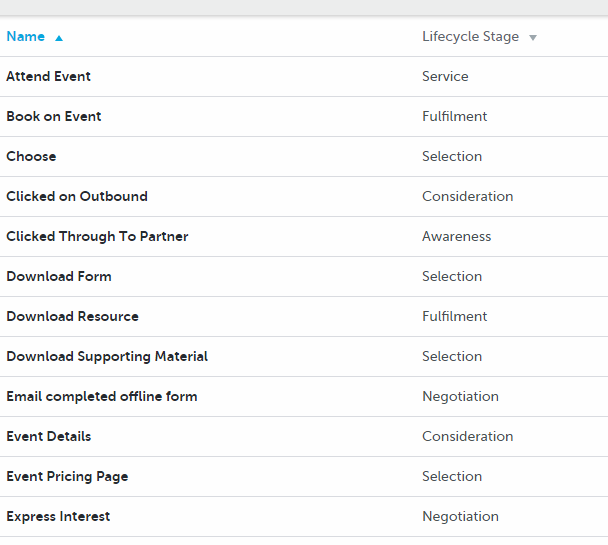 Name Lifecycle Stage
Attend Event Service
Book on Event Fulfilment
Choose Selection
Clicked on Outbound Consideration
Clicked Through To Partner Awareness
Download Form Selection
Download Resource Fulfilment
Download Supporting Material Selection
Email completed offline form Negotiation
Event Details Consideration
Event Pricing Page Selection
Express Interest Negotiation